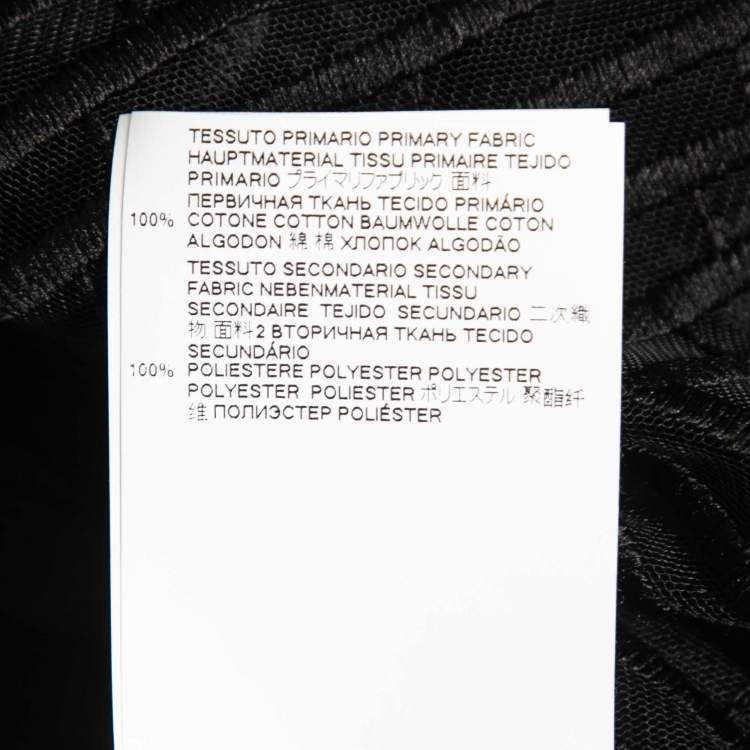 TESSUTO PRIMARIO PRIMARY FABRIC
HAUPTMATERIAL TISSU PRIMAIRE TEJIDO
PRIMARIO プライマリファブリック 面料
ПЕРВИЧНАЯ ТКАНЬ TECIDO PRIMÁRIO
100% COTONE COTTON BAUMWOLLE COTON
ALGODON 綿 棉 ХЛОПОК ALGODÃO
TESSUTO SECONDARIO SECONDARY
FABRIC NEBENMATERIAL TISSU
SECONDAIRE TEJIDO SECUNDARIO 二次織
物 面料2 ВТОРИЧНАЯ ТКАНЬ TECIDO
SECUNDÁRIO
100% POLIESTERE POLYESTER POLYESTER
POLYESTER POLIESTER ポリエステル 聚酯纤
维 ПОЛИЭСТЕР POLIÉSTER